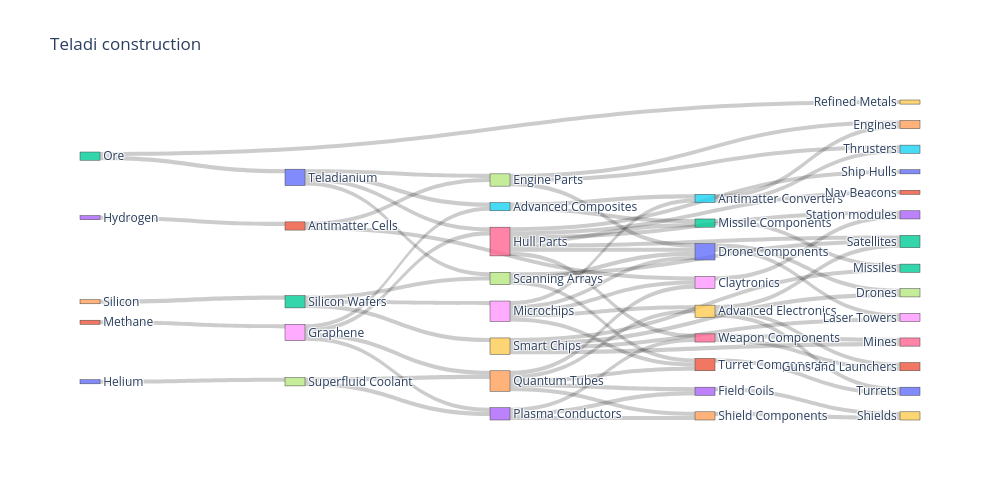 Teladi construction
Ore
Hydrogen
Silicon
Methane
Helium
Teladianium
Antimatter Cells
Silicon Wafers
Graphene
Superfluid Coolant
Engine Parts
Advanced Composites
Hull Parts
Scanning Arrays
Microchips
Smart Chips
Quantum Tubes
Plasma Conductors
Antimatter Converters
Missile Components
Drone Components
Claytronics
Advanced Electronics
Weapon Components
Turret Components
Field Coils
Shield Components
Refined Metals
Engines
Thrusters
Ship Hulls
Nav Beacons
Station modules
Satellites
Missiles
Drones
Laser Towers
Mines
Guns and Launchers
Turrets
Shields